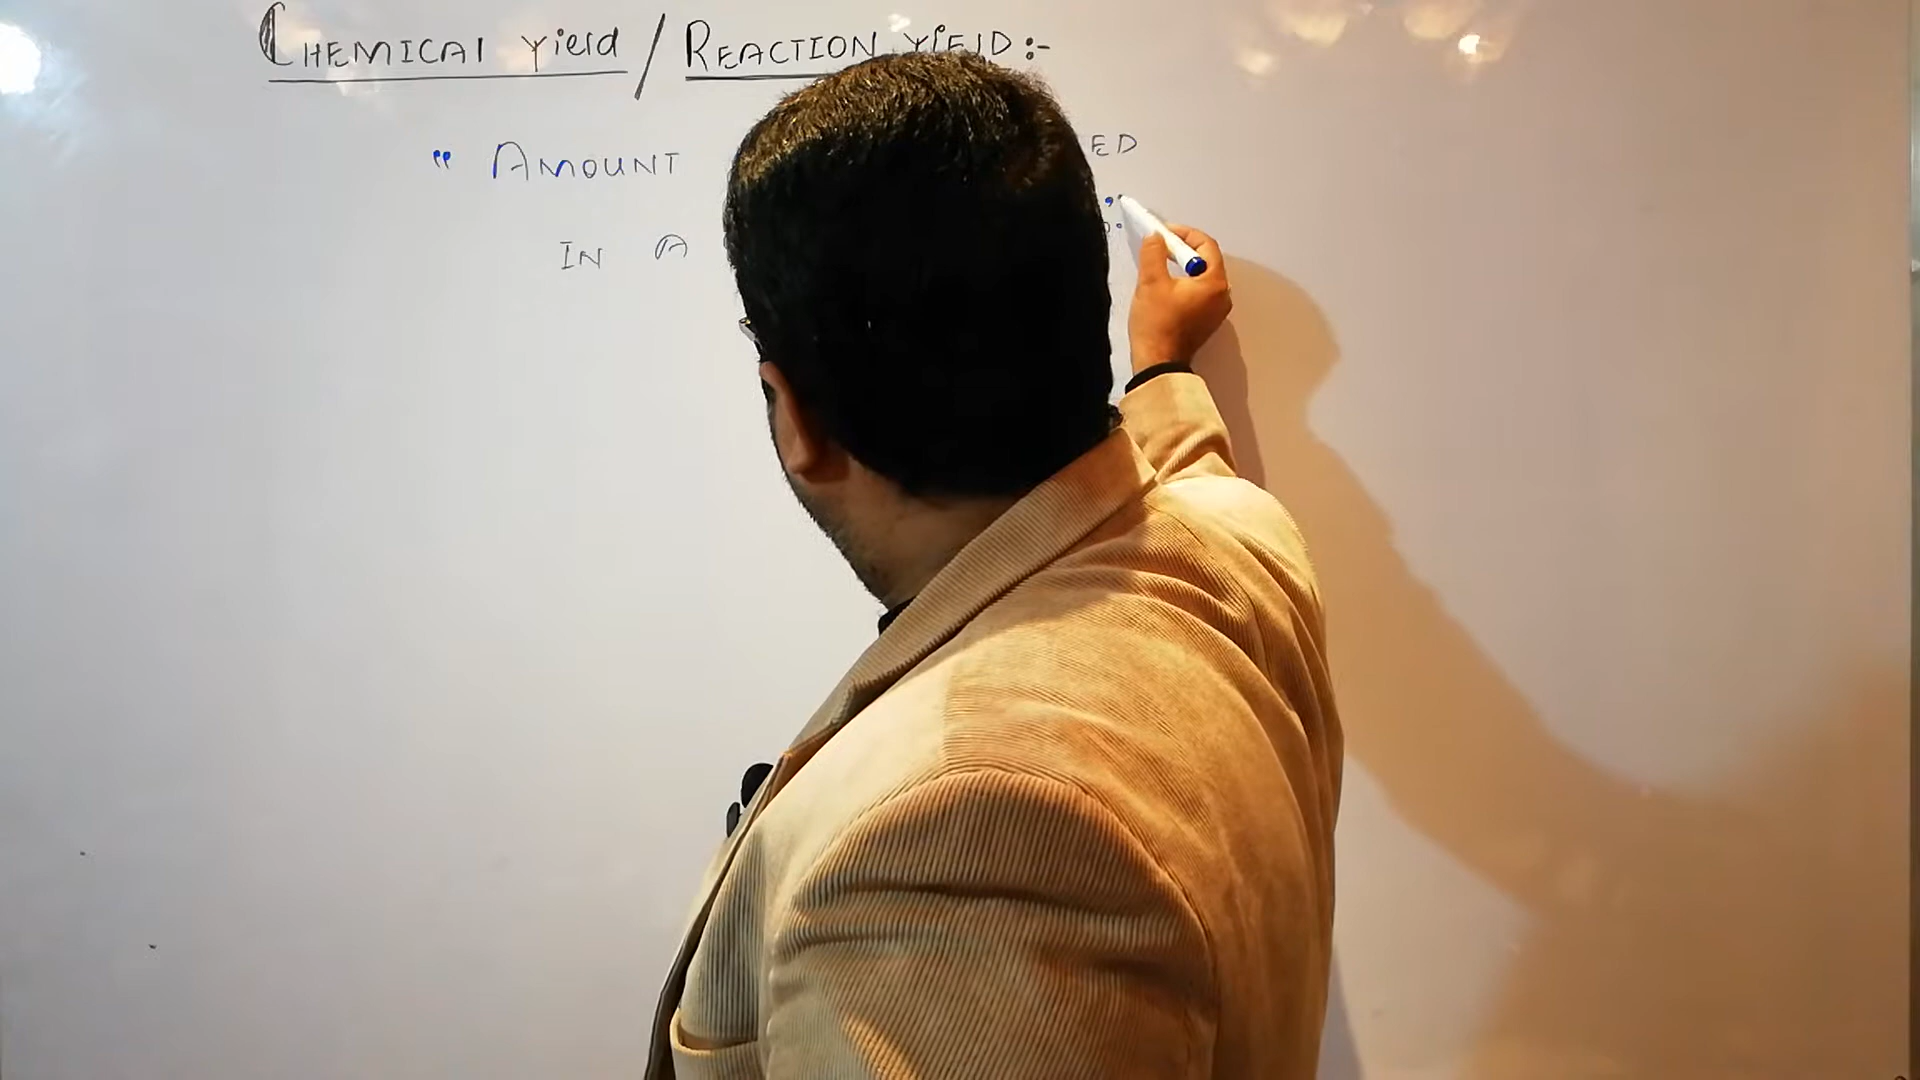 CHEMICAl Yield / REACTION YIELD:-
" AMOUNT ED
IN A "